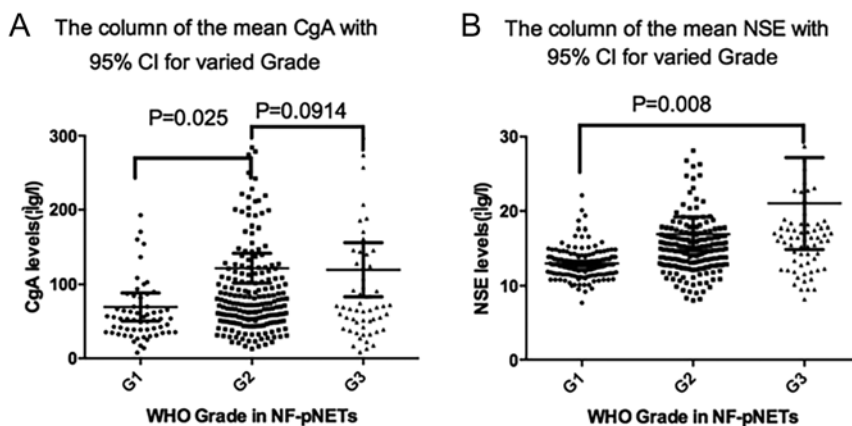 A
The column of the mean CgA with
95% CI for varied Grade
P=0.025
P=0.0914
300
200
100
0
CgA levels(¡lg/l)
G1
G2
G3
WHO Grade in NF-pNETs
B
The column of the mean NSE with
95% CI for varied Grade
P=0.008
30
20
10
0
NSE levels(¡lg/l)
G1
G2
G3
WHO Grade in NF-pNETs